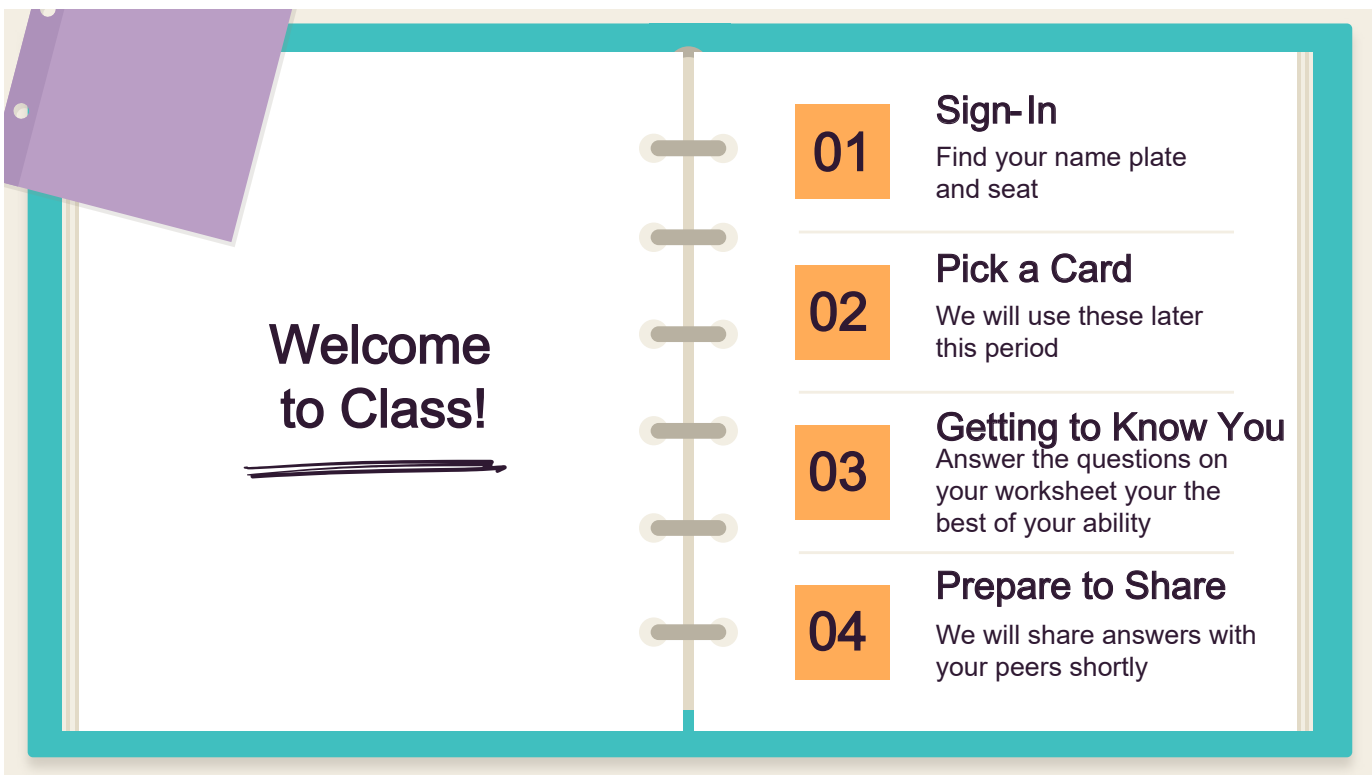 Welcome
to Class!
01
Sign-In
Find your name plate
and seat
02
Pick a Card
We will use these later
this period
03
Getting to Know You
Answer the questions on
your worksheet your the
best of your ability
04
Prepare to Share
We will share answers with
your peers shortly